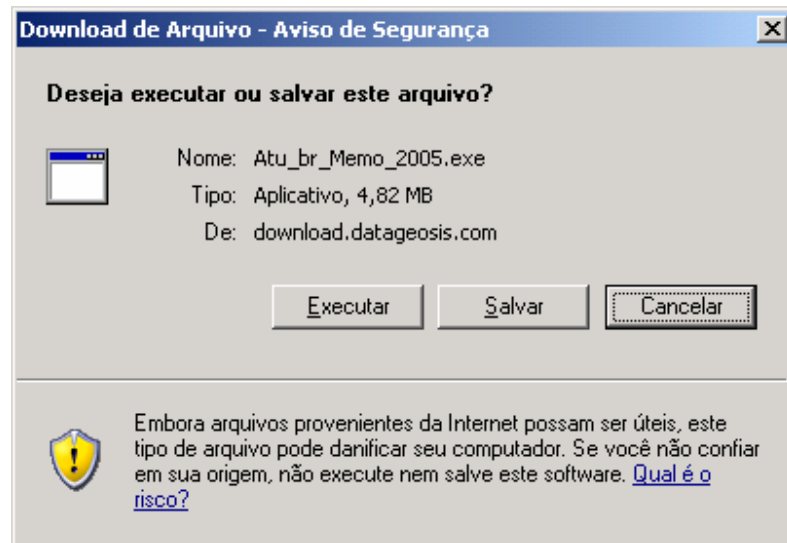 Download de Arquivo - Aviso de Segurança
Deseja executar ou salvar este arquivo?
Nome: Atu_br_Memo_2005.exe
Tipo: Aplicativo, 4,82 MB
De: download.datageosis.com
Executar Salvar Cancelar
Embora arquivos provenientes da Internet possam ser úteis, este
tipo de arquivo pode danificar seu computador. Se você não confiar
em sua origem, não execute nem salve este software. Qual é o
risco?